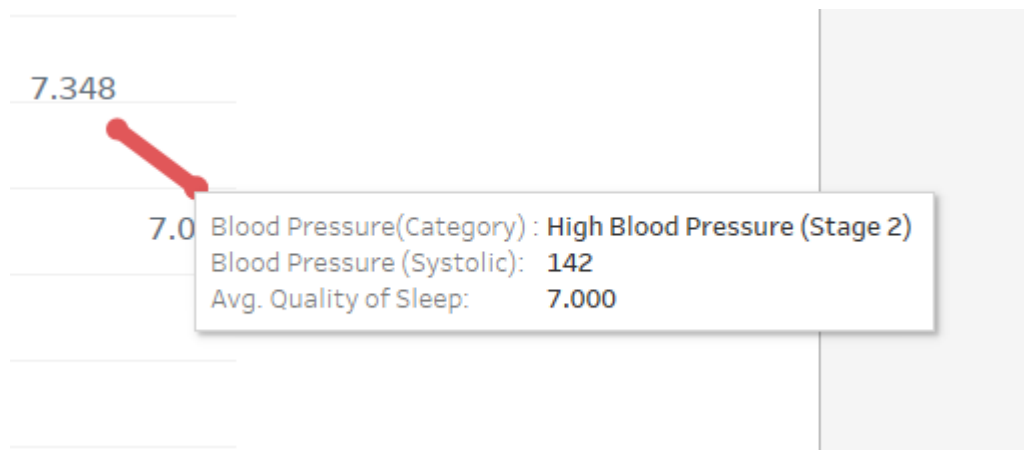 7.348
7.0
Blood Pressure(Category) : High Blood Pressure (Stage 2)
Blood Pressure (Systolic): 142
Avg. Quality of Sleep: 7.000